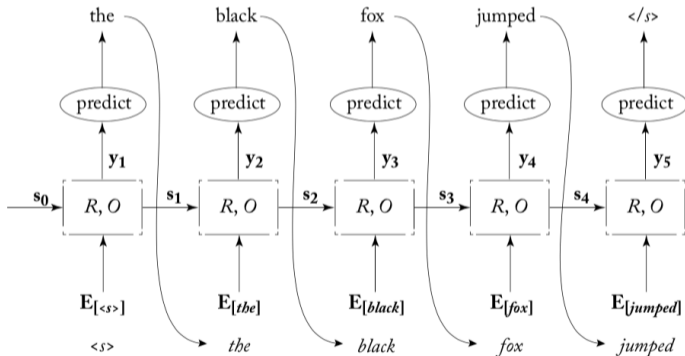 the black fox jumped </s>
predict predict predict predict predict
y1 y2 y3 y4 y5
s0 R, O s1 R, O s2 R, O s3 R, O s4 R, O
E[<s>] E[the] E[black] E[fox] E[jumped]
<s> the black fox jumped